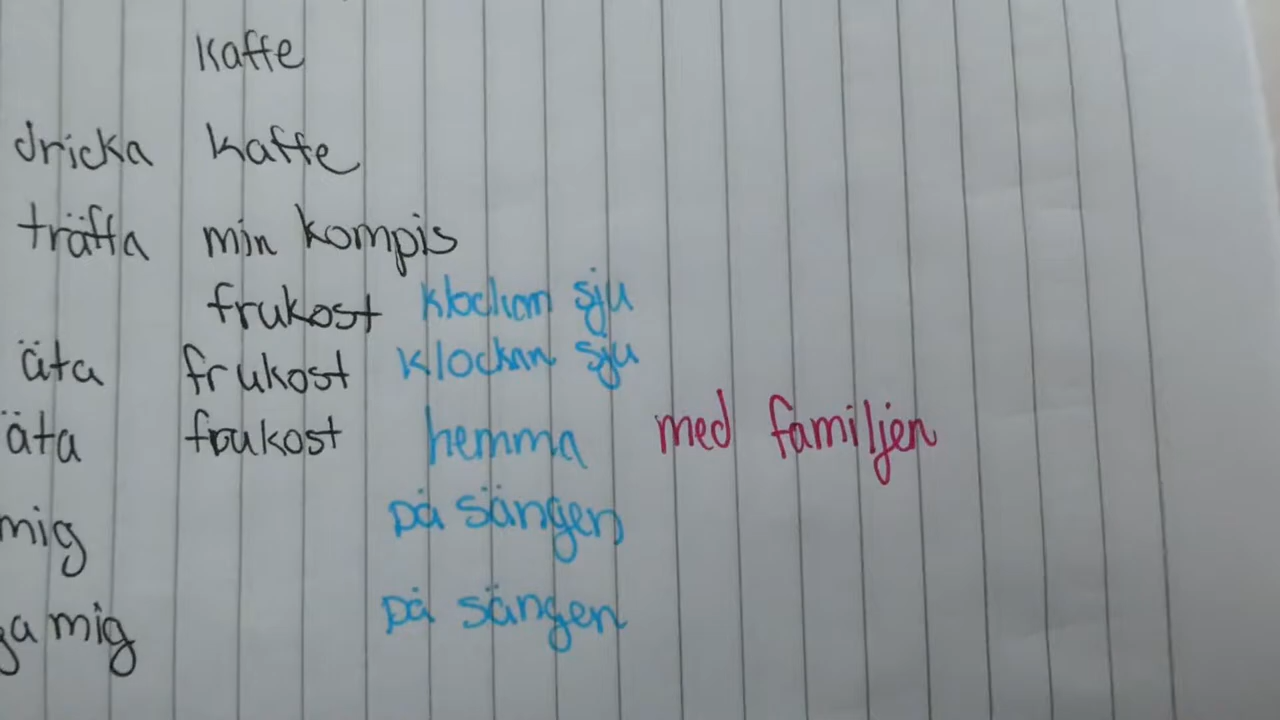 kaffe
dricka kaffe
träffa min kompis
frukost klockan sju
äta frukost klockan sju
äta frukost hemma med familjen
mig på sängen
ga mig på sängen